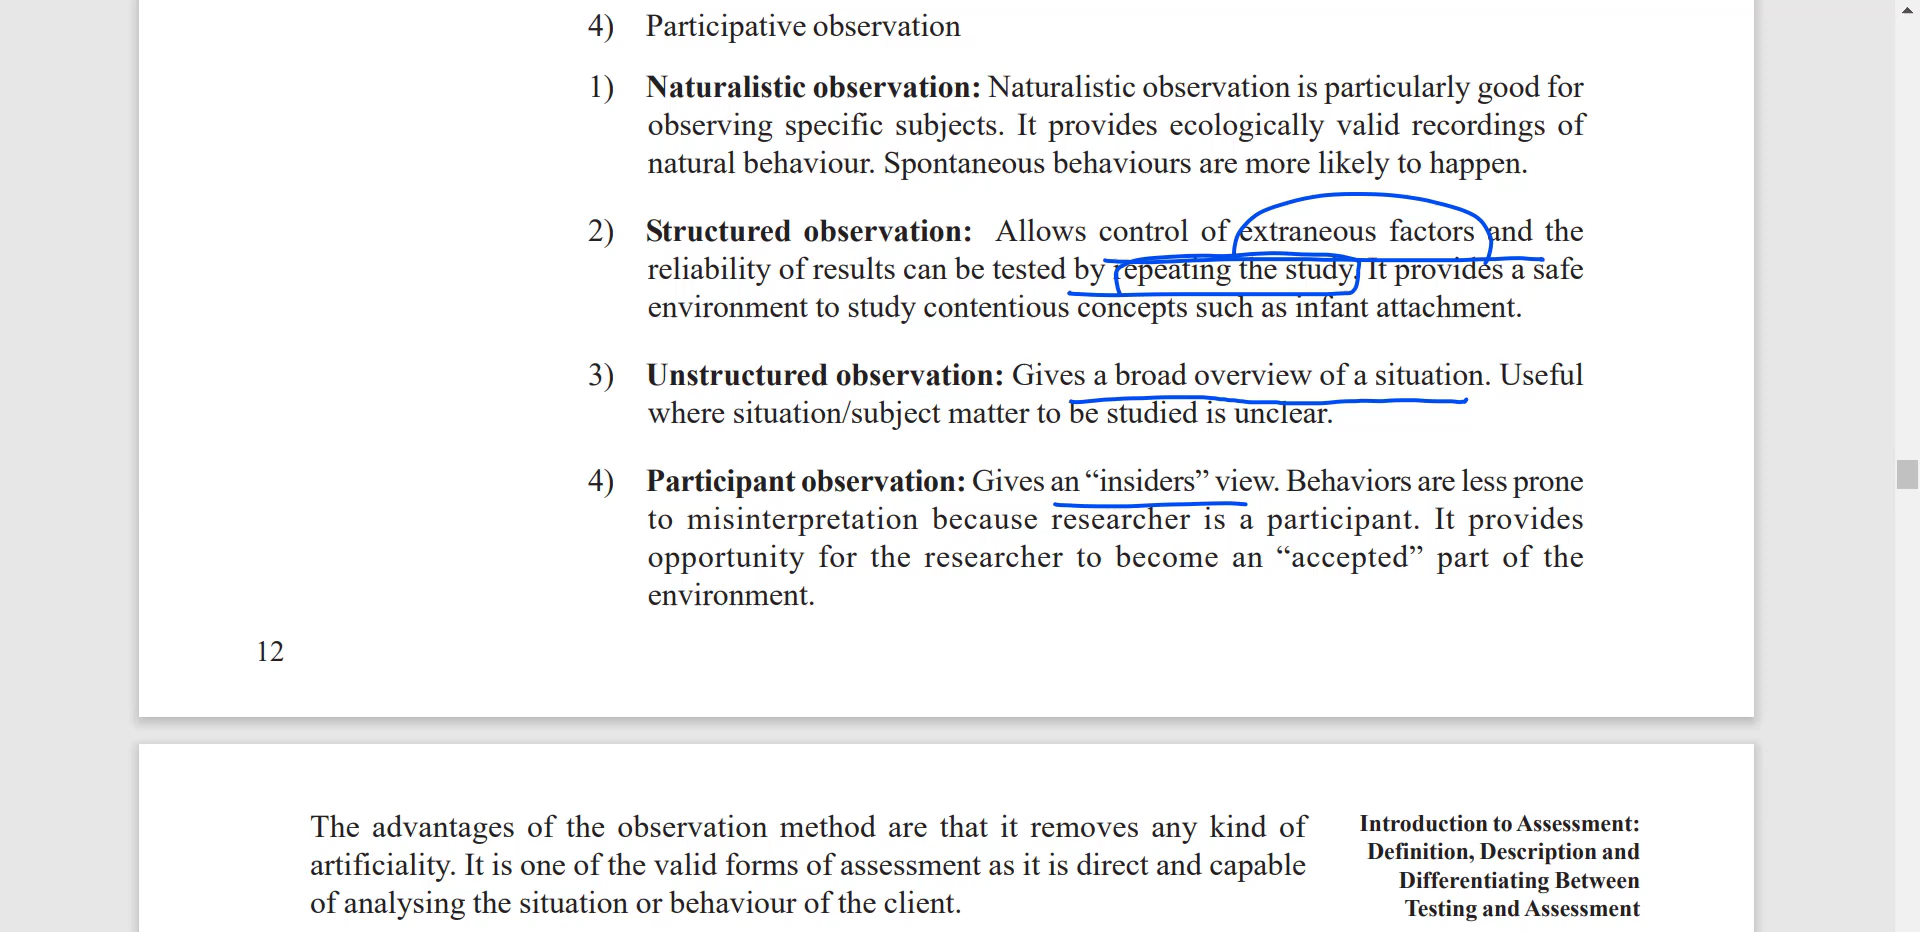 4) Participative observation
1) Naturalistic observation: Naturalistic observation is particularly good for
observing specific subjects. It provides ecologically valid recordings of
natural behaviour. Spontaneous behaviours are more likely to happen.
2) Structured observation: Allows control of extraneous factors and the
reliability of results can be tested by repeating the study. It provides a safe
environment to study contentious concepts such as infant attachment.
3) Unstructured observation: Gives a broad overview of a situation. Useful
where situation/subject matter to be studied is unclear.
4) Participant observation: Gives an “insiders” view. Behaviors are less prone
to misinterpretation because researcher is a participant. It provides
opportunity for the researcher to become an “accepted” part of the
environment.
12
The advantages of the observation method are that it removes any kind of
artificiality. It is one of the valid forms of assessment as it is direct and capable
of analysing the situation or behaviour of the client.
Introduction to Assessment:
Definition, Description and
Differentiating Between
Testing and Assessment